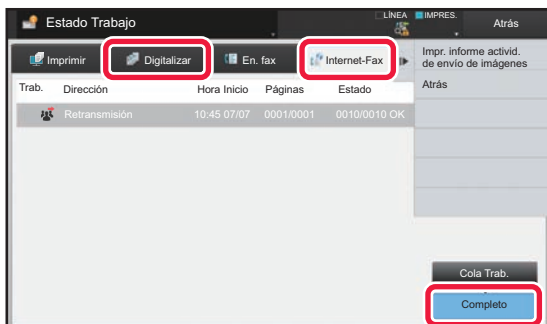 Estado Trabajo
LÍNEA
IMPRES.
Atrás
Imprimir
Digitalizar
En. fax
Internet-Fax
Impr. informe activid.
de envío de imágenes
Atrás
Trab. Dirección Hora Inicio Páginas Estado
Retransmisión 10:45 07/07 0001/0001 0010/0010 OK
Cola Trab.
Completo